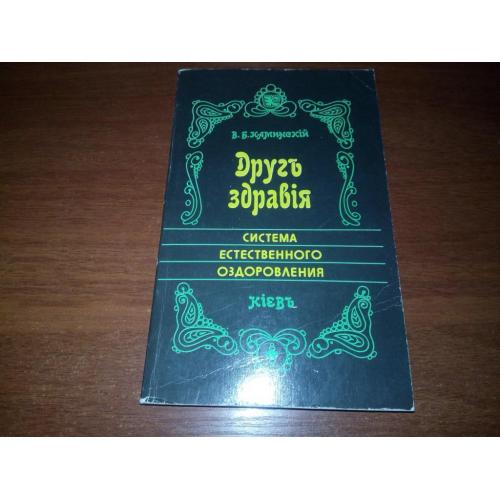 В. Б. Каминскій
Другъ
здравія
СИСТЕМА
ЕСТЕСТВЕННОГО
ОЗДОРОВЛЕНИЯ
Кіевъ